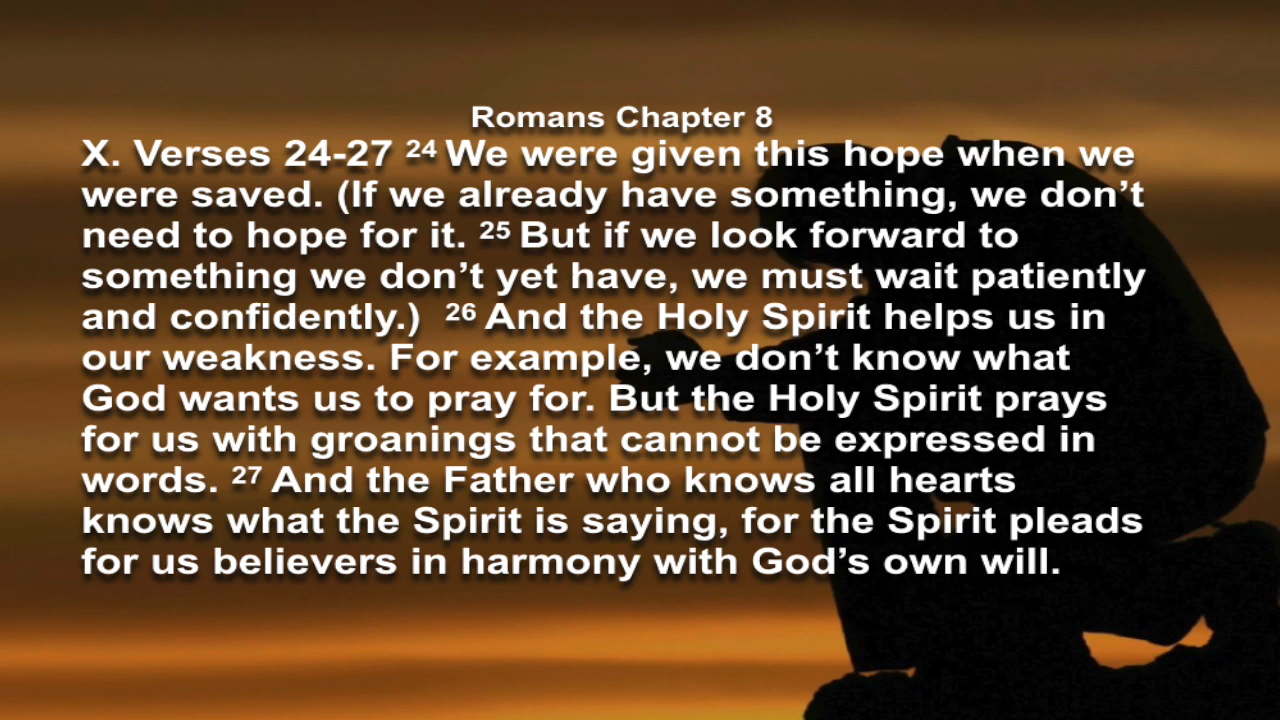 Romans Chapter 8
X. Verses 24-27 ²⁴ We were given this hope when we
were saved. (If we already have something, we don’t
need to hope for it. ²⁵ But if we look forward to
something we don’t yet have, we must wait patiently
and confidently.) ²⁶ And the Holy Spirit helps us in
our weakness. For example, we don’t know what
God wants us to pray for. But the Holy Spirit prays
for us with groanings that cannot be expressed in
words. ²⁷ And the Father who knows all hearts
knows what the Spirit is saying, for the Spirit pleads
for us believers in harmony with God’s own will.